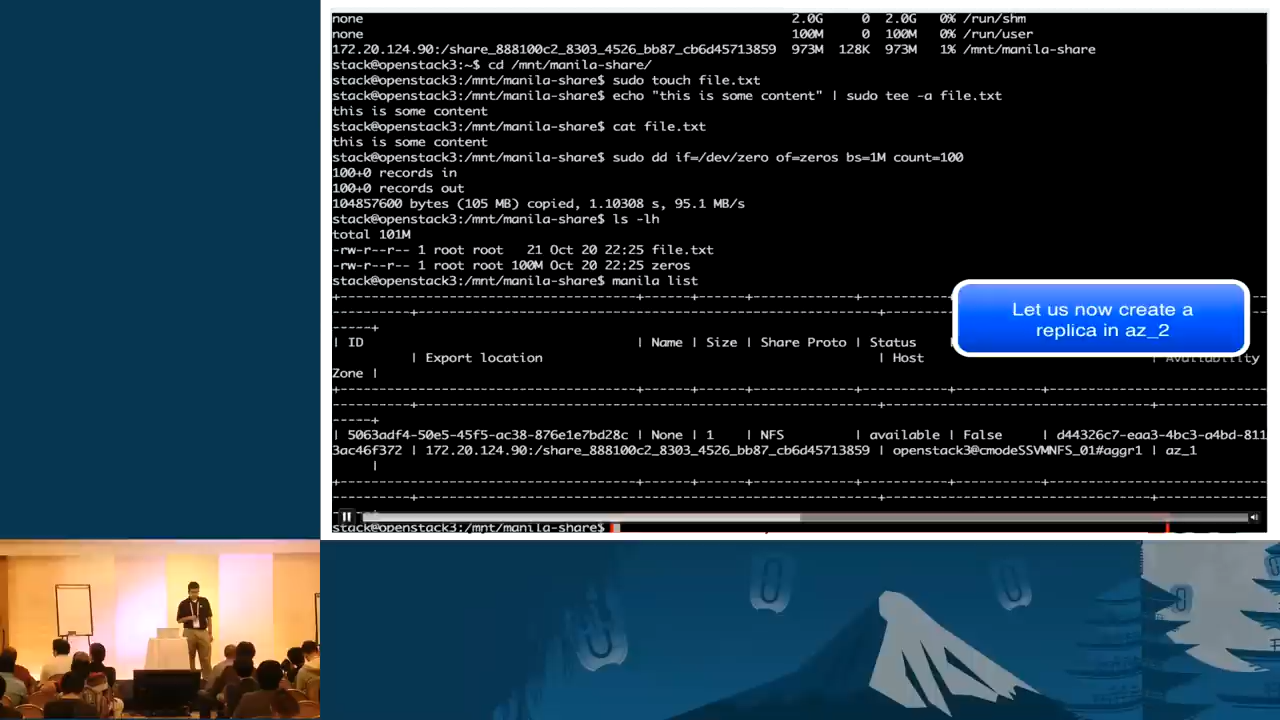 none 2.0G 0 2.0G 0% /run/shm
none 100M 0 100M 0% /run/user
172.20.124.90:/share_888100c2_8303_4526_bb87_cb6d45713859 973M 128K 973M 1% /mnt/manila-share
stack@openstack3:~$ cd /mnt/manila-share/
stack@openstack3:/mnt/manila-share$ sudo touch file.txt
stack@openstack3:/mnt/manila-share$ echo "this is some content" | sudo tee -a file.txt
this is some content
stack@openstack3:/mnt/manila-share$ cat file.txt
this is some content
stack@openstack3:/mnt/manila-share$ sudo dd if=/dev/zero of=zeros bs=1M count=100
100+0 records in
100+0 records out
104857600 bytes (105 MB) copied, 1.10308 s, 95.1 MB/s
stack@openstack3:/mnt/manila-share$ ls -lh
total 101M
-rw-r--r-- 1 root root 21 Oct 20 22:25 file.txt
-rw-r--r-- 1 root root 100M Oct 20 22:25 zeros
stack@openstack3:/mnt/manila-share$ manila list
Let us now create a
replica in az_2
| ID | Name | Size | Share Proto | Status
| Export location | Host | Availability
Zone |
| 5063adf4-50e5-45f5-ac38-876e1e7bd28c | None | 1 | NFS | available | False | d44326c7-eaa3-4bc3-a4bd-811
3ac46f372 | 172.20.124.90:/share_888100c2_8303_4526_bb87_cb6d45713859 | openstack3@cmodeSSVMNFS_01#aggr1 | az_1
|
stack@openstack3:/mnt/manila-share$